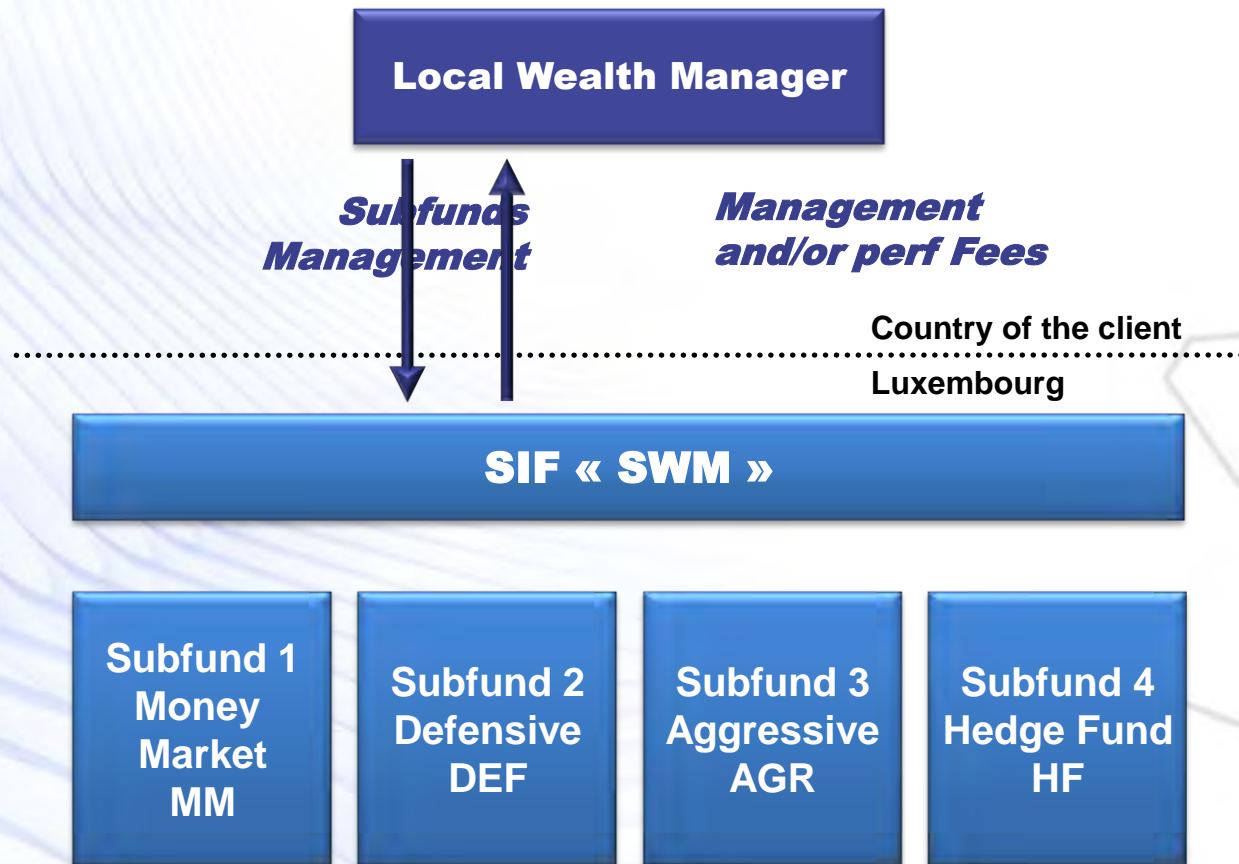 Local Wealth Manager
Subfunds
Management
Management
and/or perf Fees
Country of the client
Luxembourg
SIF « SWM »
Subfund 1
Money
Market
MM
Subfund 2
Defensive
DEF
Subfund 3
Aggressive
AGR
Subfund 4
Hedge Fund
HF